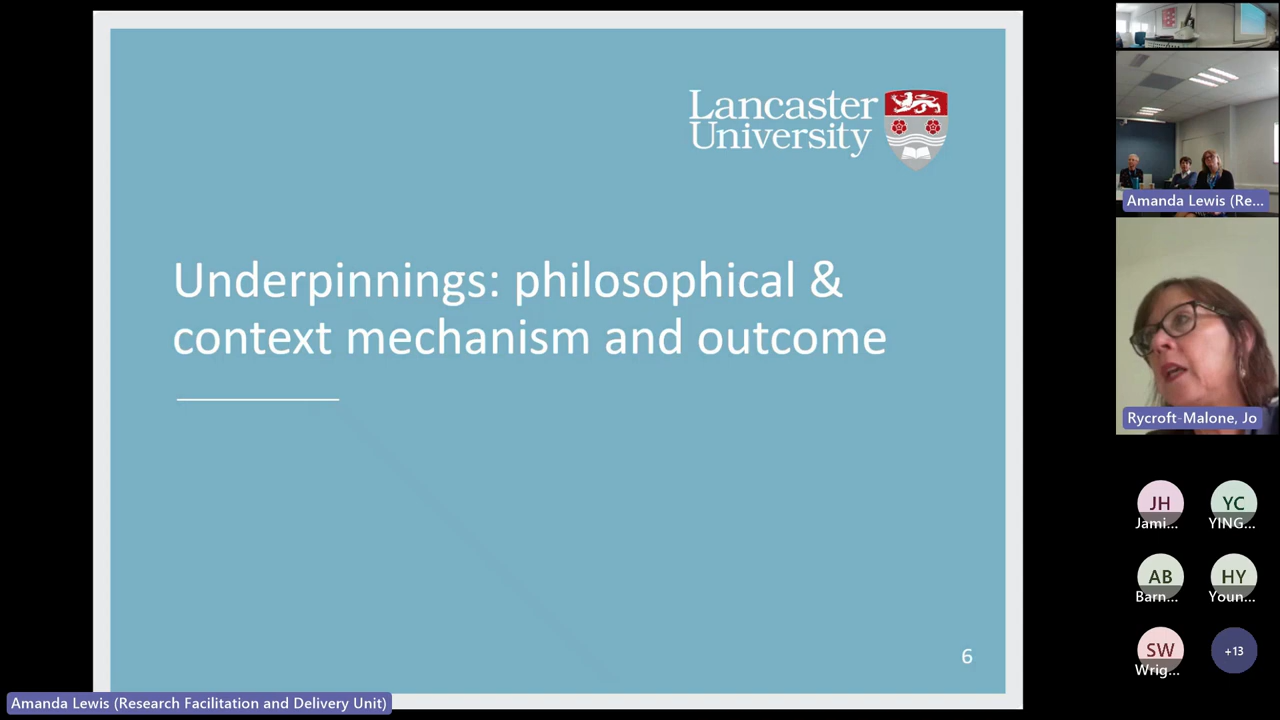 Lancaster
University
Underpinnings: philosophical &
context mechanism and outcome
6
Amanda Lewis (Research Facilitation and Delivery Unit)
Amanda Lewis (Re...
Rycroft-Malone, Jo
JH
Jami...
YC
YING...
AB
Barn...
HY
Youn...
SW
Wrig...
+13